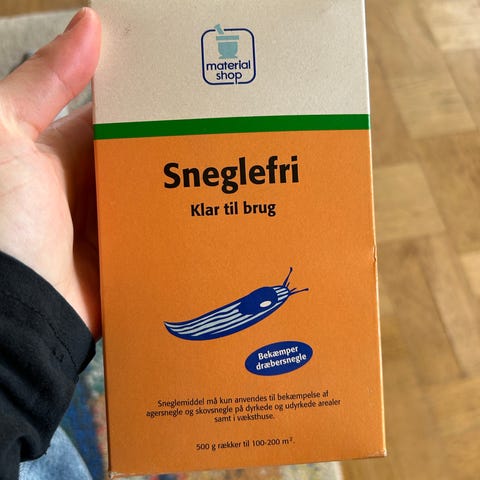 material
shop
Sneglefri
Klar til brug
Bekæmper
dræbersnegle
Sneglemiddel må kun anvendes til bekæmpelse af
agersnegle og skovsnegle på dyrkede og udyrkede arealer
samt i væksthuse.
500 g rækker til 100-200 m².